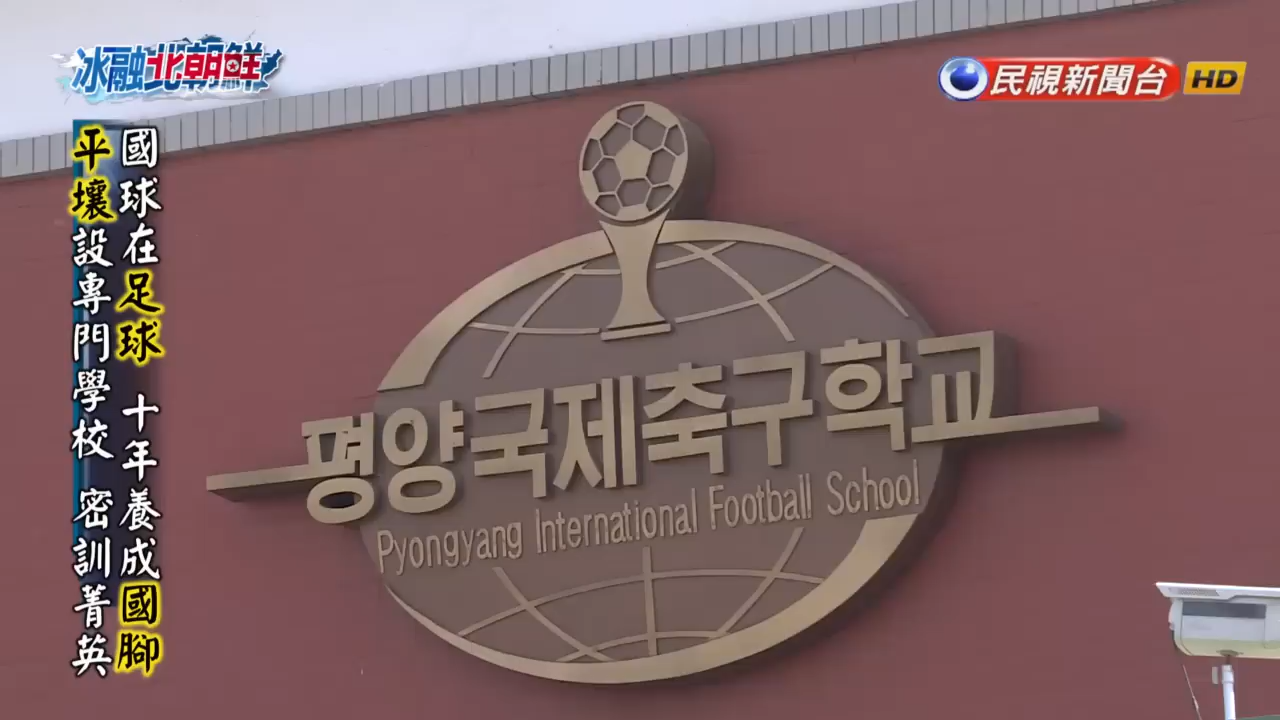 冰融北朝鮮
民視新聞台 HD
國球在足球 十年養成國腳
平壤設專門學校 密訓菁英
평양국제축구학교
Pyongyang International Football School